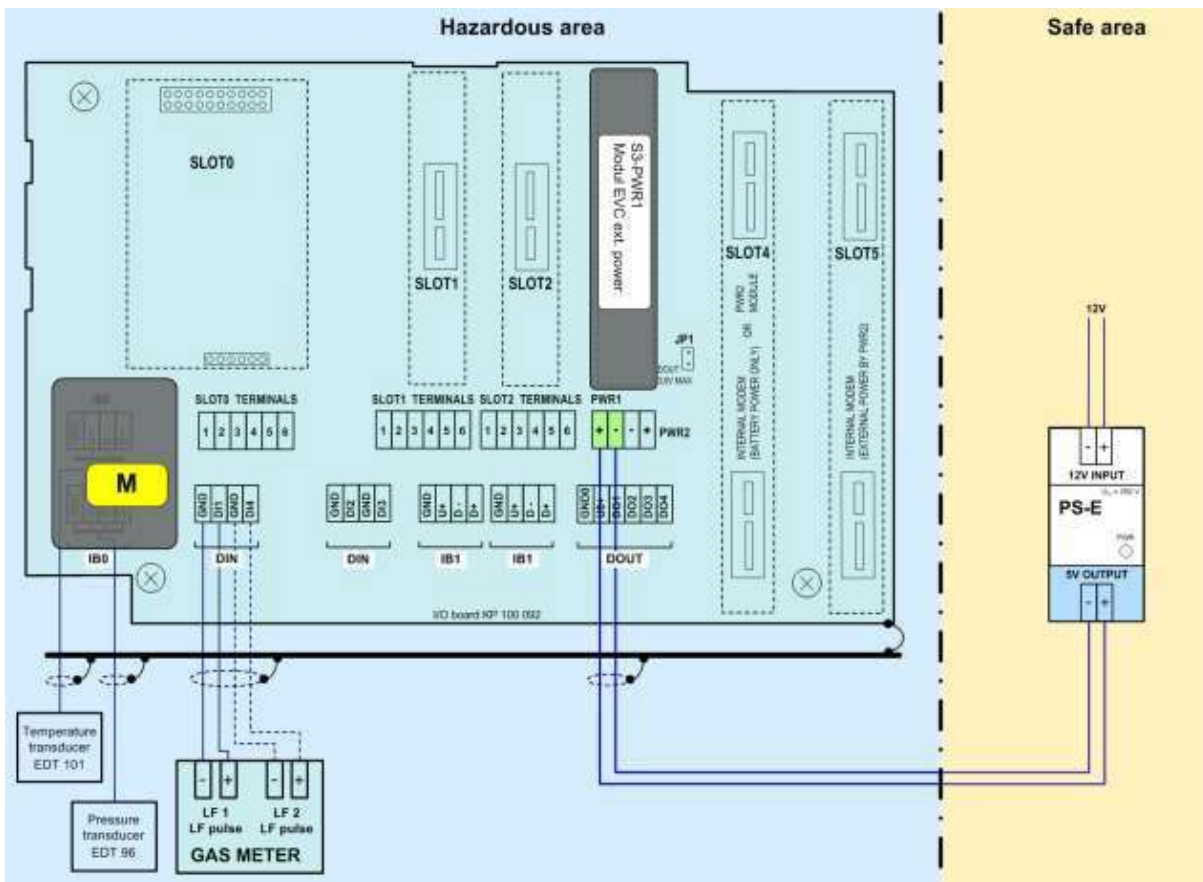 Hazardous area
Safe area
SLOT0
S3-PWR1
Modul EVC ext. power
SLOT1
SLOT2
SLOT4
SLOT5
PWR2
MODULE
OR
INTERNAL MODEM
(BATTERY POWER ONLY)
INTERNAL MODEM
(EXTERNAL POWER BY PWR2)
JP1
DOUT
MAX
12V
SLOT0 TERMINALS
SLOT1 TERMINALS
SLOT2 TERMINALS
PWR1
1 2 3 4 5 6
1 2 3 4 5 6
1 2 3 4 5 6
+ - - +
PWR2
- +
12V INPUT
PS-E
PWR
5V OUTPUT
- +
M
GND DI1 GND DI4
GND DI2 GND DI3
GND U+ D- D+
GND U+ D- D+
GND0 DO1 DO2 DO3 DO4
IB0
DIN
DIN
IB1
IB1
DOUT
I/O board KP 100 092
Temperature
transducer
EDT 101
Pressure
transducer
EDT 96
- + - +
LF 1
LF pulse
LF 2
LF pulse
GAS METER